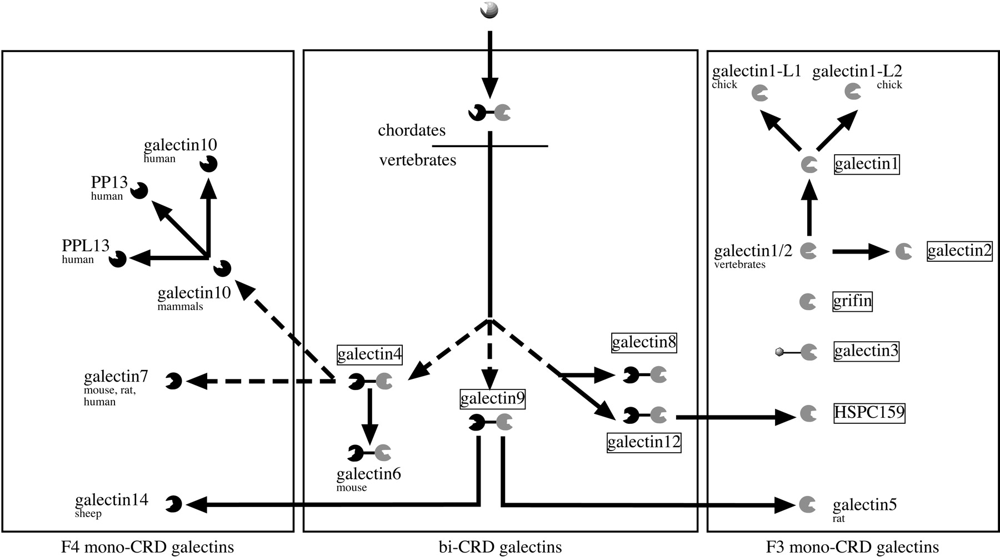 galectin10
human
PP13
human
PPL13
human
galectin10
mammals
galectin7
mouse, rat,
human
galectin14
sheep
F4 mono-CRD galectins
chordates
vertebrates
galectin4
galectin6
mouse
galectin9
galectin8
galectin12
bi-CRD galectins
galectin1-L1
chick
galectin1-L2
chick
galectin1
galectin1/2
vertebrates
galectin2
grifin
galectin3
HSPC159
galectin5
rat
F3 mono-CRD galectins